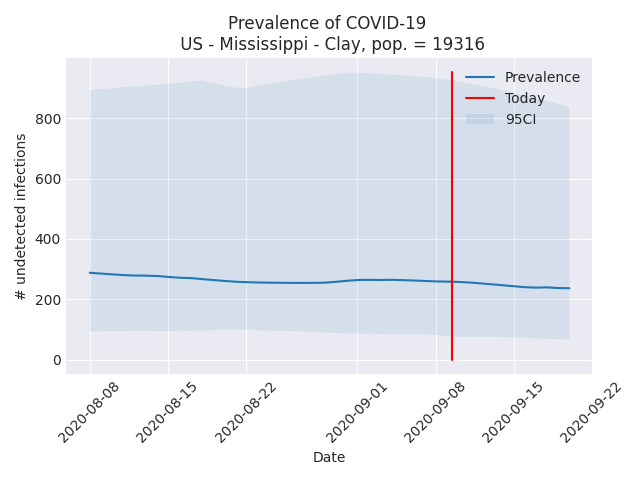 Prevalence of COVID-19
US - Mississippi - Clay, pop. = 19316
Prevalence
Today
95CI
# undetected infections
800
600
400
200
0
2020-08-08
2020-08-15
2020-08-22
2020-09-01
2020-09-08
2020-09-15
2020-09-22
Date